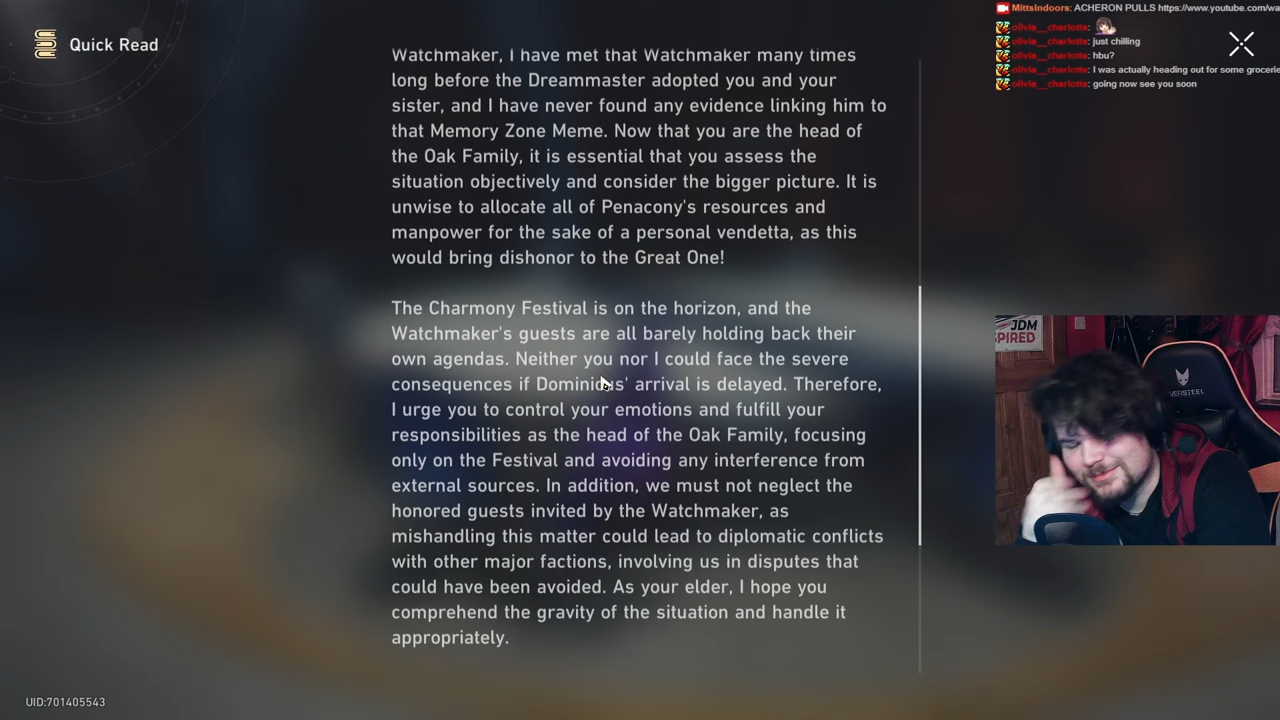 Quick Read
Watchmaker, I have met that Watchmaker many times
long before the Dreammaster adopted you and your
sister, and I have never found any evidence linking him to
that Memory Zone Meme. Now that you are the head of
the Oak Family, it is essential that you assess the
situation objectively and consider the bigger picture. It is
unwise to allocate all of Penacony's resources and
manpower for the sake of a personal vendetta, as this
would bring dishonor to the Great One!
The Charmony Festival is on the horizon, and the
Watchmaker's guests are all barely holding back their
own agendas. Neither you nor I could face the severe
consequences if Dominicus' arrival is delayed. Therefore,
I urge you to control your emotions and fulfill your
responsibilities as the head of the Oak Family, focusing
only on the Festival and avoiding any interference from
external sources. In addition, we must not neglect the
honored guests invited by the Watchmaker, as
mishandling this matter could lead to diplomatic conflicts
with other major factions, involving us in disputes that
could have been avoided. As your elder, I hope you
comprehend the gravity of the situation and handle it
appropriately.
MittsIndoors: ACHERON PULLS https://www.youtube.com/wa
olivia__charlotte:
olivia__charlotte: just chilling
olivia__charlotte: hbu?
olivia__charlotte: I was actually heading out for some grocerie
olivia__charlotte: going now see you soon
JDM
SPIRED
UID:701405543